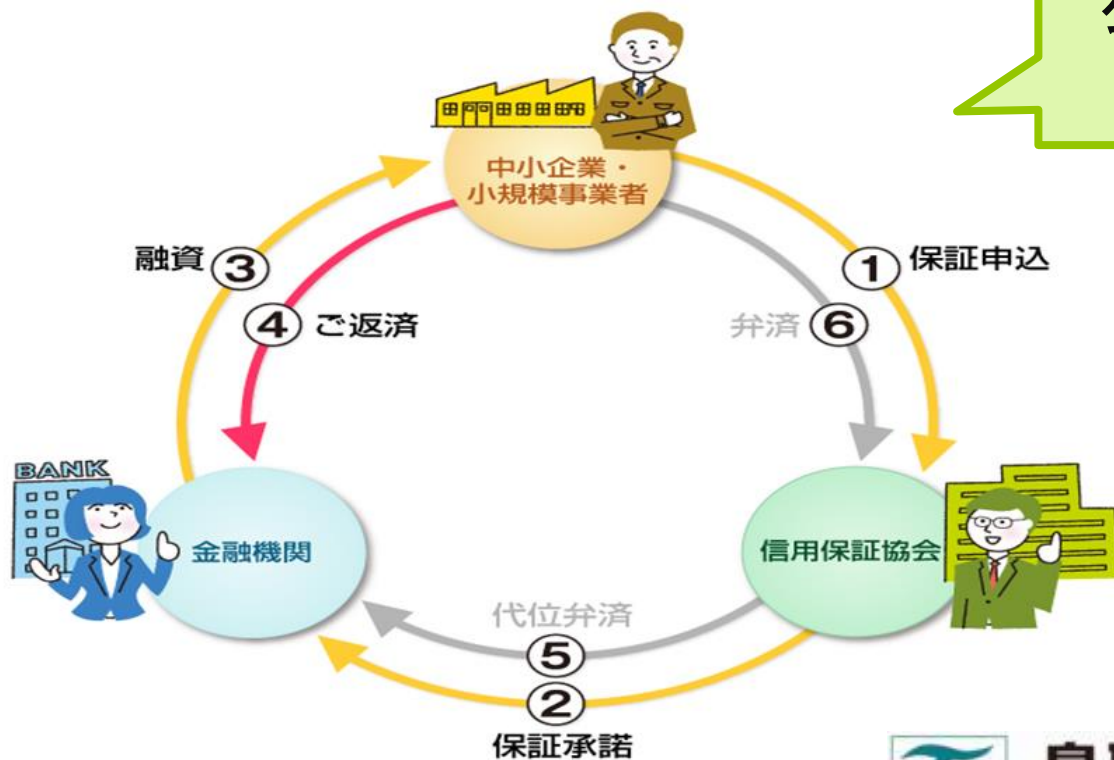 中小企業・
小規模事業者
融資
③
①
保証申込
④
ご返済
弁済
⑥
BANK
金融機関
信用保証協会
代位弁済
⑤
②
保証承諾